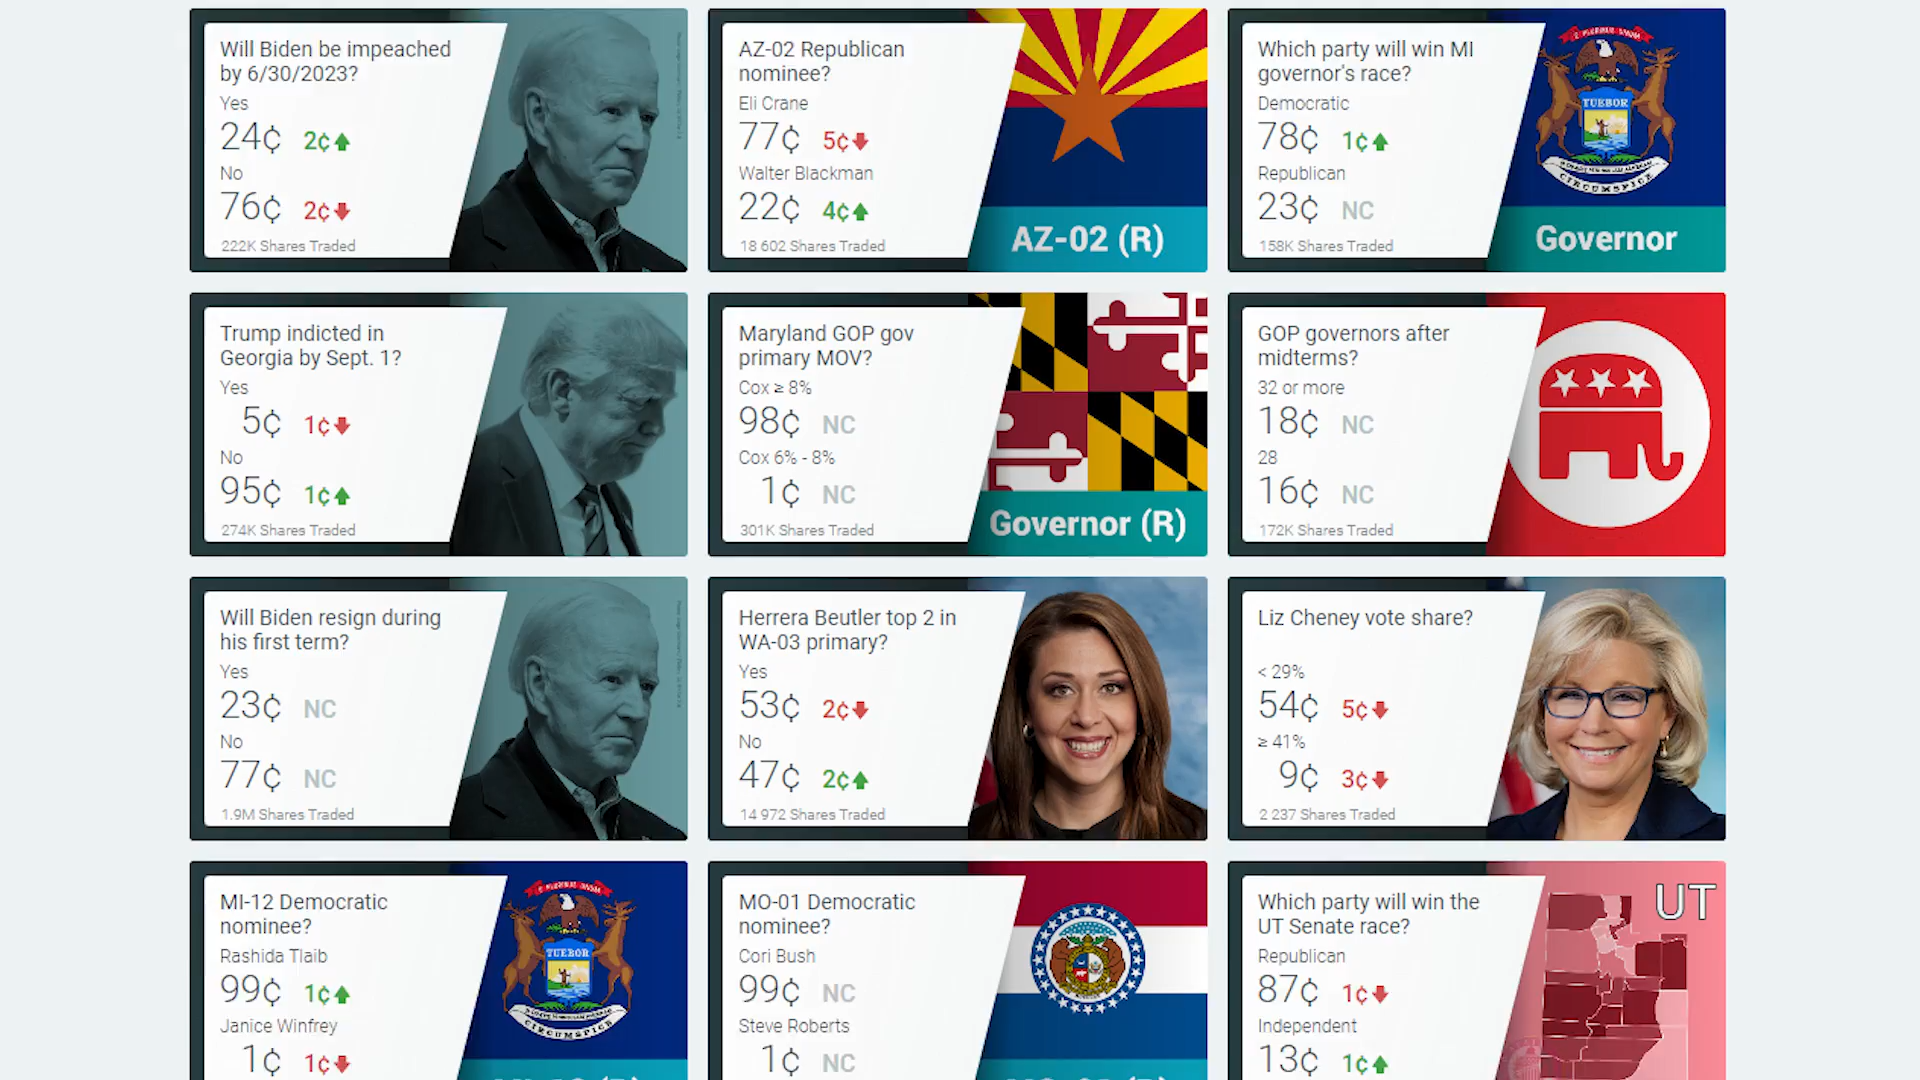 Will Biden be impeached
by 6/30/2023?
Yes
24¢ 2¢
No
76¢ 2¢
222K Shares Traded
AZ-02 Republican
nominee?
Eli Crane
77¢ 5¢
Walter Blackman
22¢ 4¢
18 602 Shares Traded
AZ-02 (R)
Which party will win MI
governor's race?
Democratic
78¢ 1¢
Republican
23¢ NC
158K Shares Traded
E PLURIBUS UNUM
TUEBOR
CIRCUMSPICE
Governor
Trump indicted in
Georgia by Sept. 1?
Yes
5¢ 1¢
No
95¢ 1¢
274K Shares Traded
Maryland GOP gov
primary MOV?
Cox ≥ 8%
98¢ NC
Cox 6% - 8%
1¢ NC
301K Shares Traded
Governor (R)
GOP governors after
midterms?
32 or more
18¢ NC
28
16¢ NC
172K Shares Traded
Will Biden resign during
his first term?
Yes
23¢ NC
No
77¢ NC
1.9M Shares Traded
Herrera Beutler top 2 in
WA-03 primary?
Yes
53¢ 2¢
No
47¢ 2¢
14 972 Shares Traded
Liz Cheney vote share?
< 29%
54¢ 5¢
≥ 41%
9¢ 3¢
2 237 Shares Traded
MI-12 Democratic
nominee?
Rashida Tlaib
99¢ 1¢
Janice Winfrey
1¢ 1¢
E PLURIBUS UNUM
TUEBOR
CIRCUMSPICE
MO-01 Democratic
nominee?
Cori Bush
99¢ NC
Steve Roberts
1¢ NC
Which party will win the
UT Senate race?
Republican
87¢ 1¢
Independent
13¢ 1¢
UT